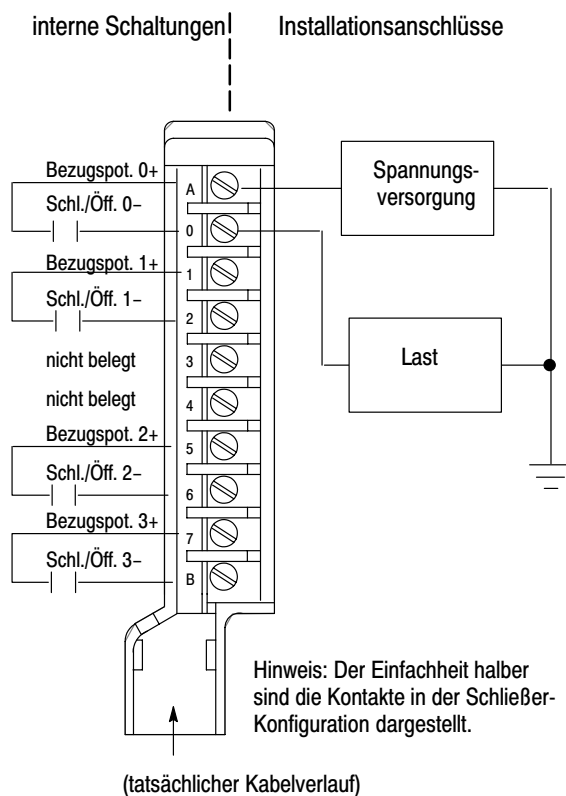 interne Schaltungen
Installationsanschlüsse
Bezugspot. 0+
A
Schl./Öff. 0–
0
Bezugspot. 1+
1
Schl./Öff. 1–
2
nicht belegt
3
nicht belegt
4
Bezugspot. 2+
5
Schl./Öff. 2–
6
Bezugspot. 3+
7
Schl./Öff. 3–
B
Spannungs-
versorgung
Last
Hinweis: Der Einfachheit halber
sind die Kontakte in der Schließer-
Konfiguration dargestellt.
(tatsächlicher Kabelverlauf)